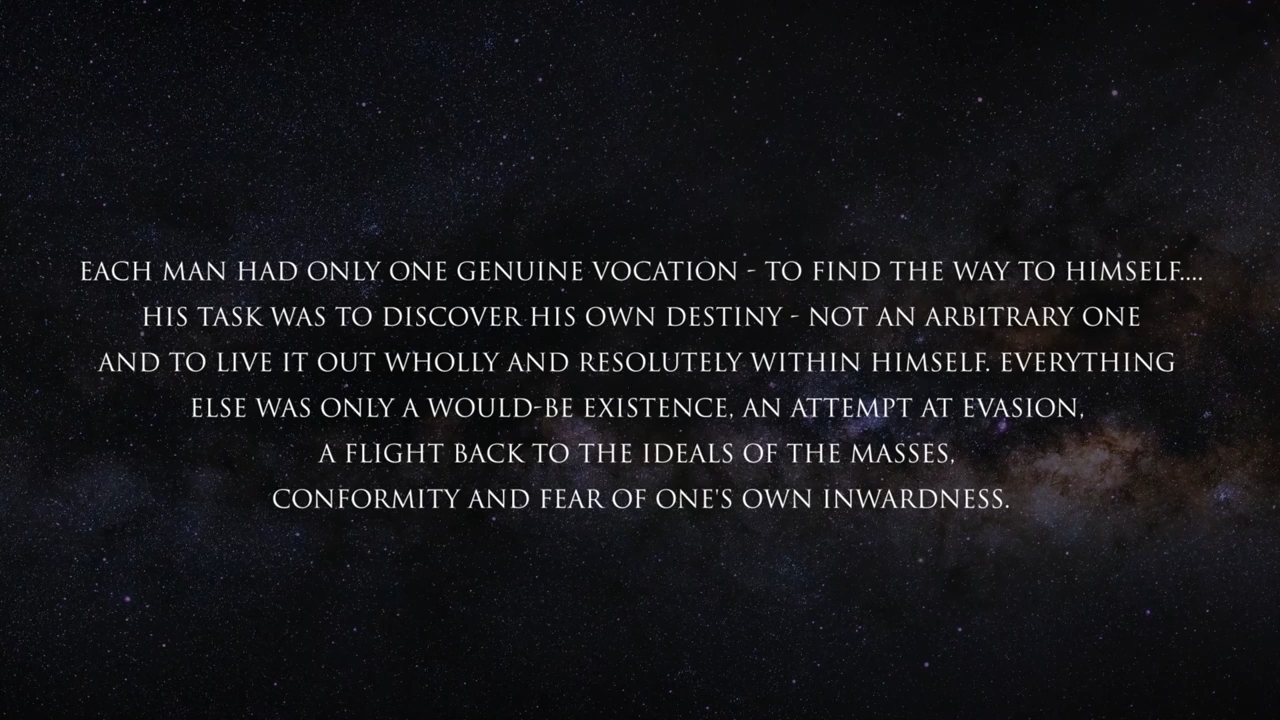 EACH MAN HAD ONLY ONE GENUINE VOCATION - TO FIND THE WAY TO HIMSELF....
HIS TASK WAS TO DISCOVER HIS OWN DESTINY - NOT AN ARBITRARY ONE
AND TO LIVE IT OUT WHOLLY AND RESOLUTELY WITHIN HIMSELF. EVERYTHING
ELSE WAS ONLY A WOULD-BE EXISTENCE, AN ATTEMPT AT EVASION,
A FLIGHT BACK TO THE IDEALS OF THE MASSES,
CONFORMITY AND FEAR OF ONE'S OWN INWARDNESS.